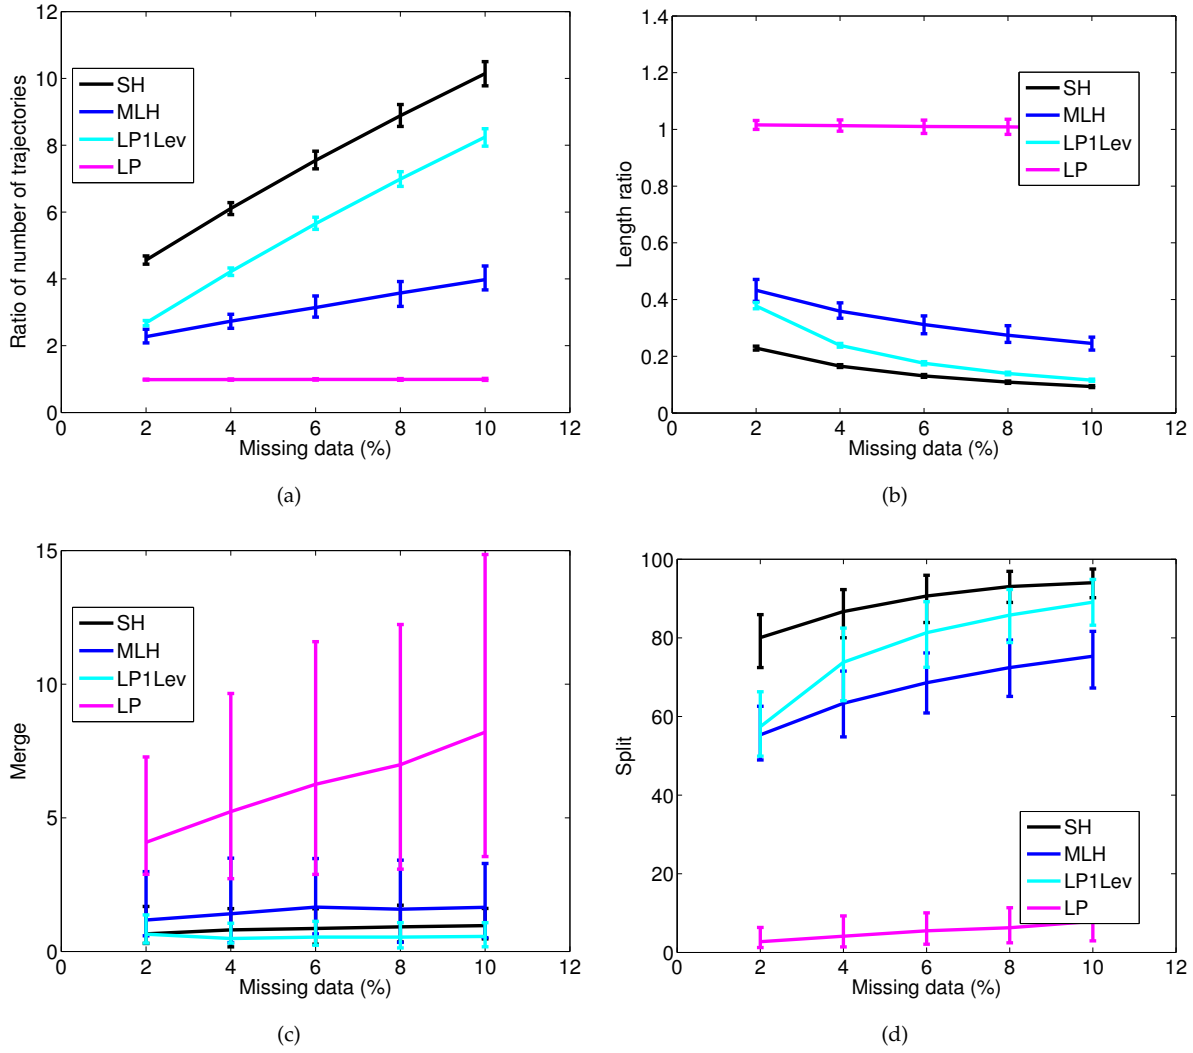 12
10
8
6
4
2
0
Ratio of number of trajectories
SH
MLH
LP1Lev
LP
0 2 4 6 8 10 12
Missing data (%)
(a)
1.4
1.2
1
0.8
0.6
0.4
0.2
0
Length ratio
SH
MLH
LP1Lev
LP
0 2 4 6 8 10 12
Missing data (%)
(b)
15
10
5
0
Merge
SH
MLH
LP1Lev
LP
0 2 4 6 8 10 12
Missing data (%)
(c)
100
80
60
40
20
0
Split
SH
MLH
LP1Lev
LP
0 2 4 6 8 10 12
Missing data (%)
(d)